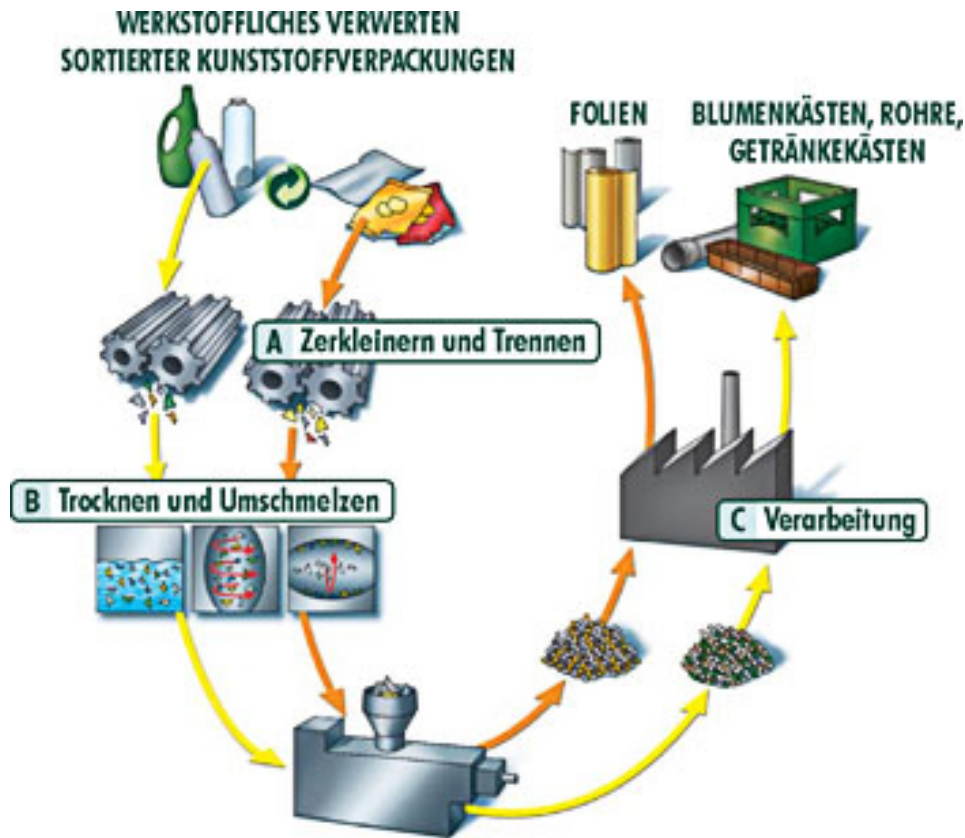 WERKSTOFFLICHES VERWERTEN
SORTIERTER KUNSTSTOFFVERPACKUNGEN
FOLIEN
BLUMENKÄSTEN, ROHRE,
GETRÄNKEKÄSTEN
A Zerkleinern und Trennen
B Trocknen und Umschmelzen
C Verarbeitung